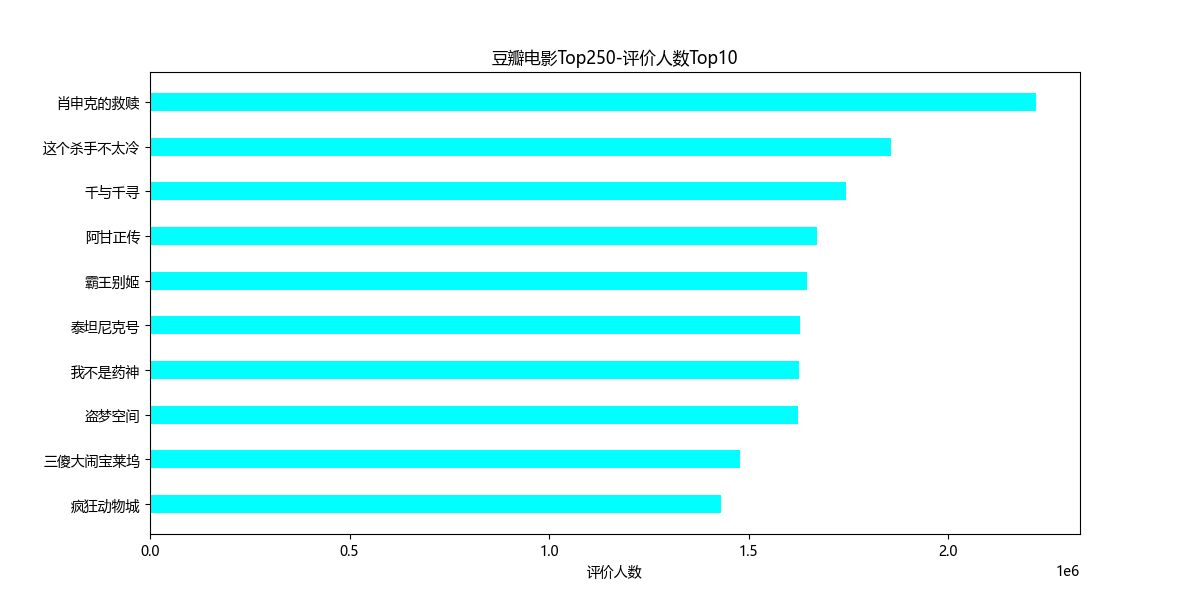 豆瓣电影Top250-评价人数Top10
肖申克的救赎
这个杀手不太冷
千与千寻
阿甘正传
霸王别姬
泰坦尼克号
我不是药神
盗梦空间
三傻大闹宝莱坞
疯狂动物城
0.0 0.5 1.0 1.5 2.0
评价人数
1e6